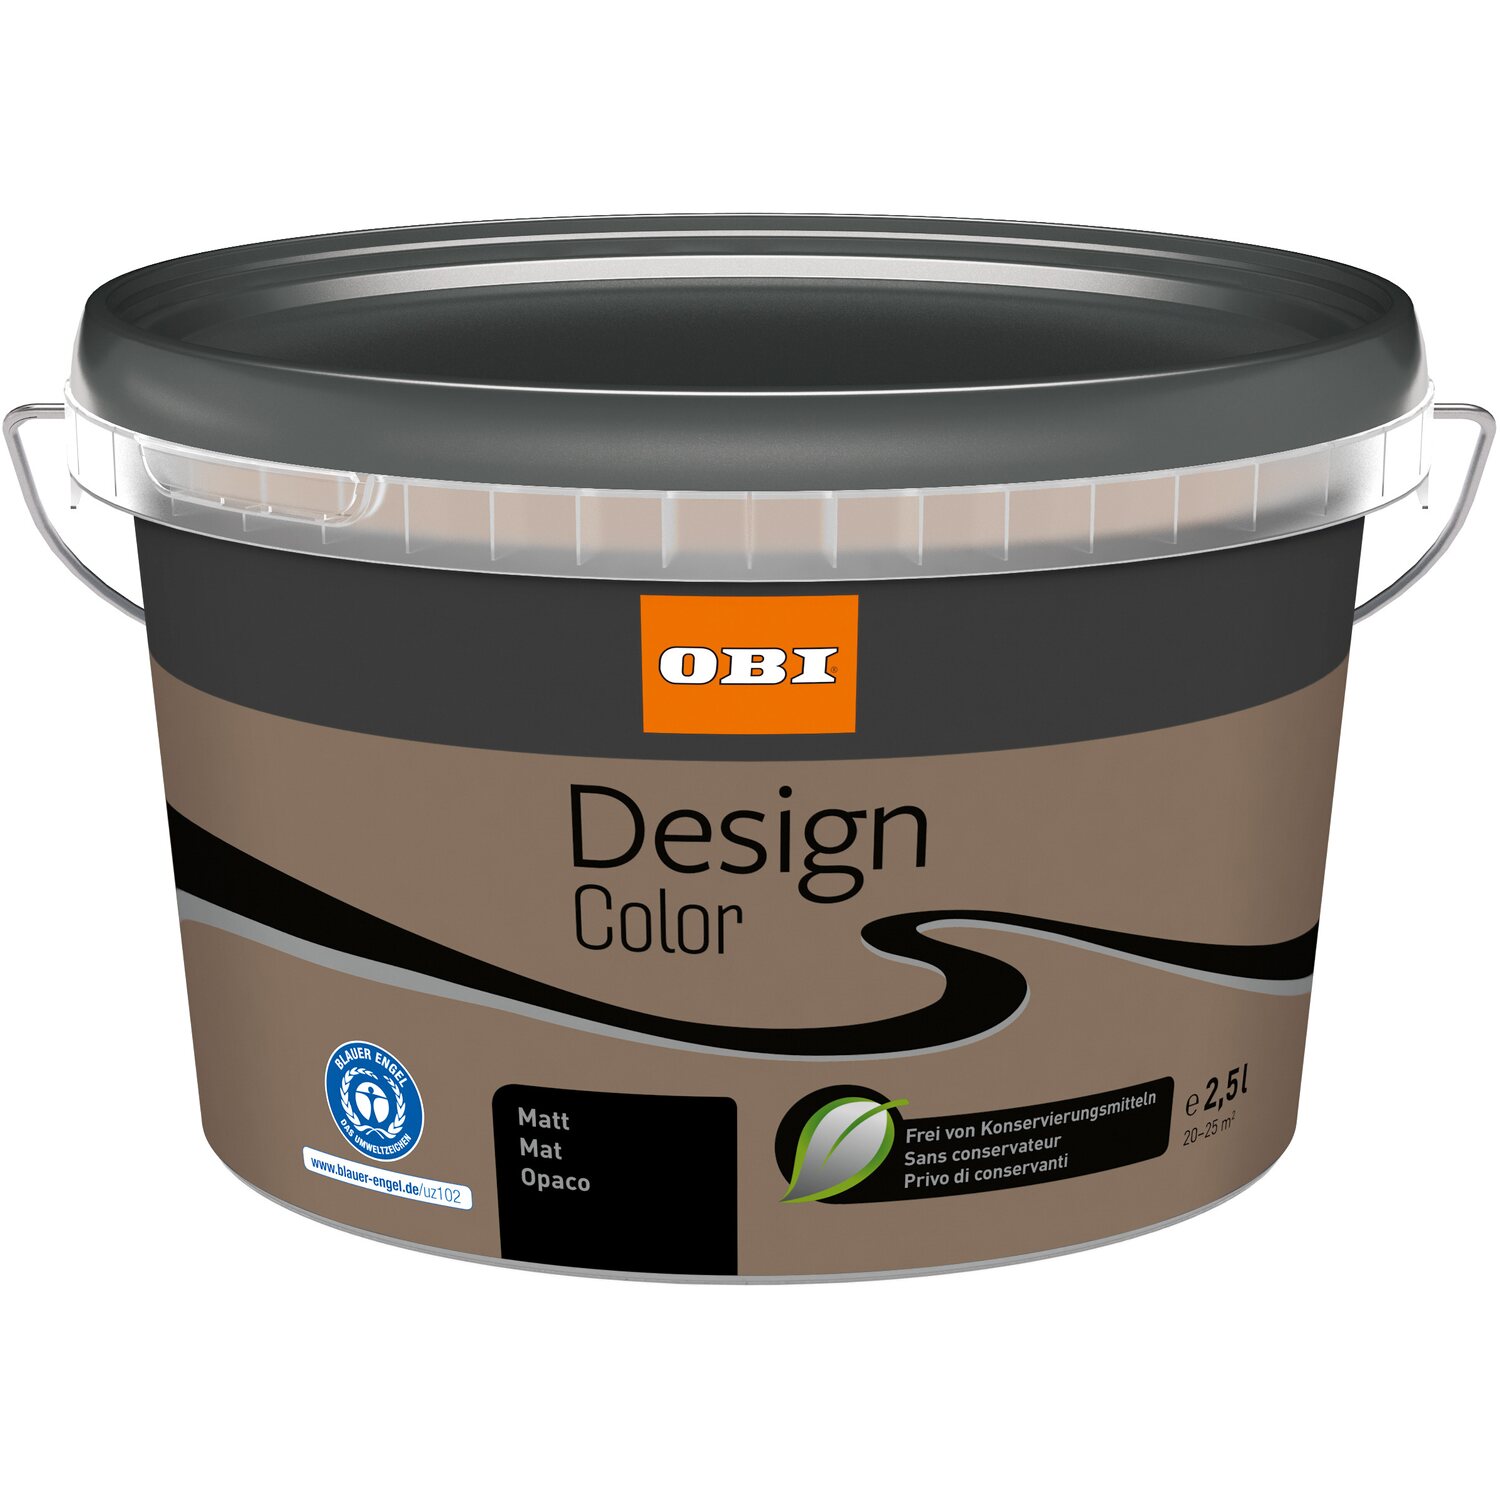 OBI®
Design
Color
BLAUER ENGEL
DAS UMWELTZEICHEN
www.blauer-engel.de/uz102
Matt
Mat
Opaco
Frei von Konservierungsmitteln
Sans conservateur
Privo di conservanti
e 2,5l
20–25 m²